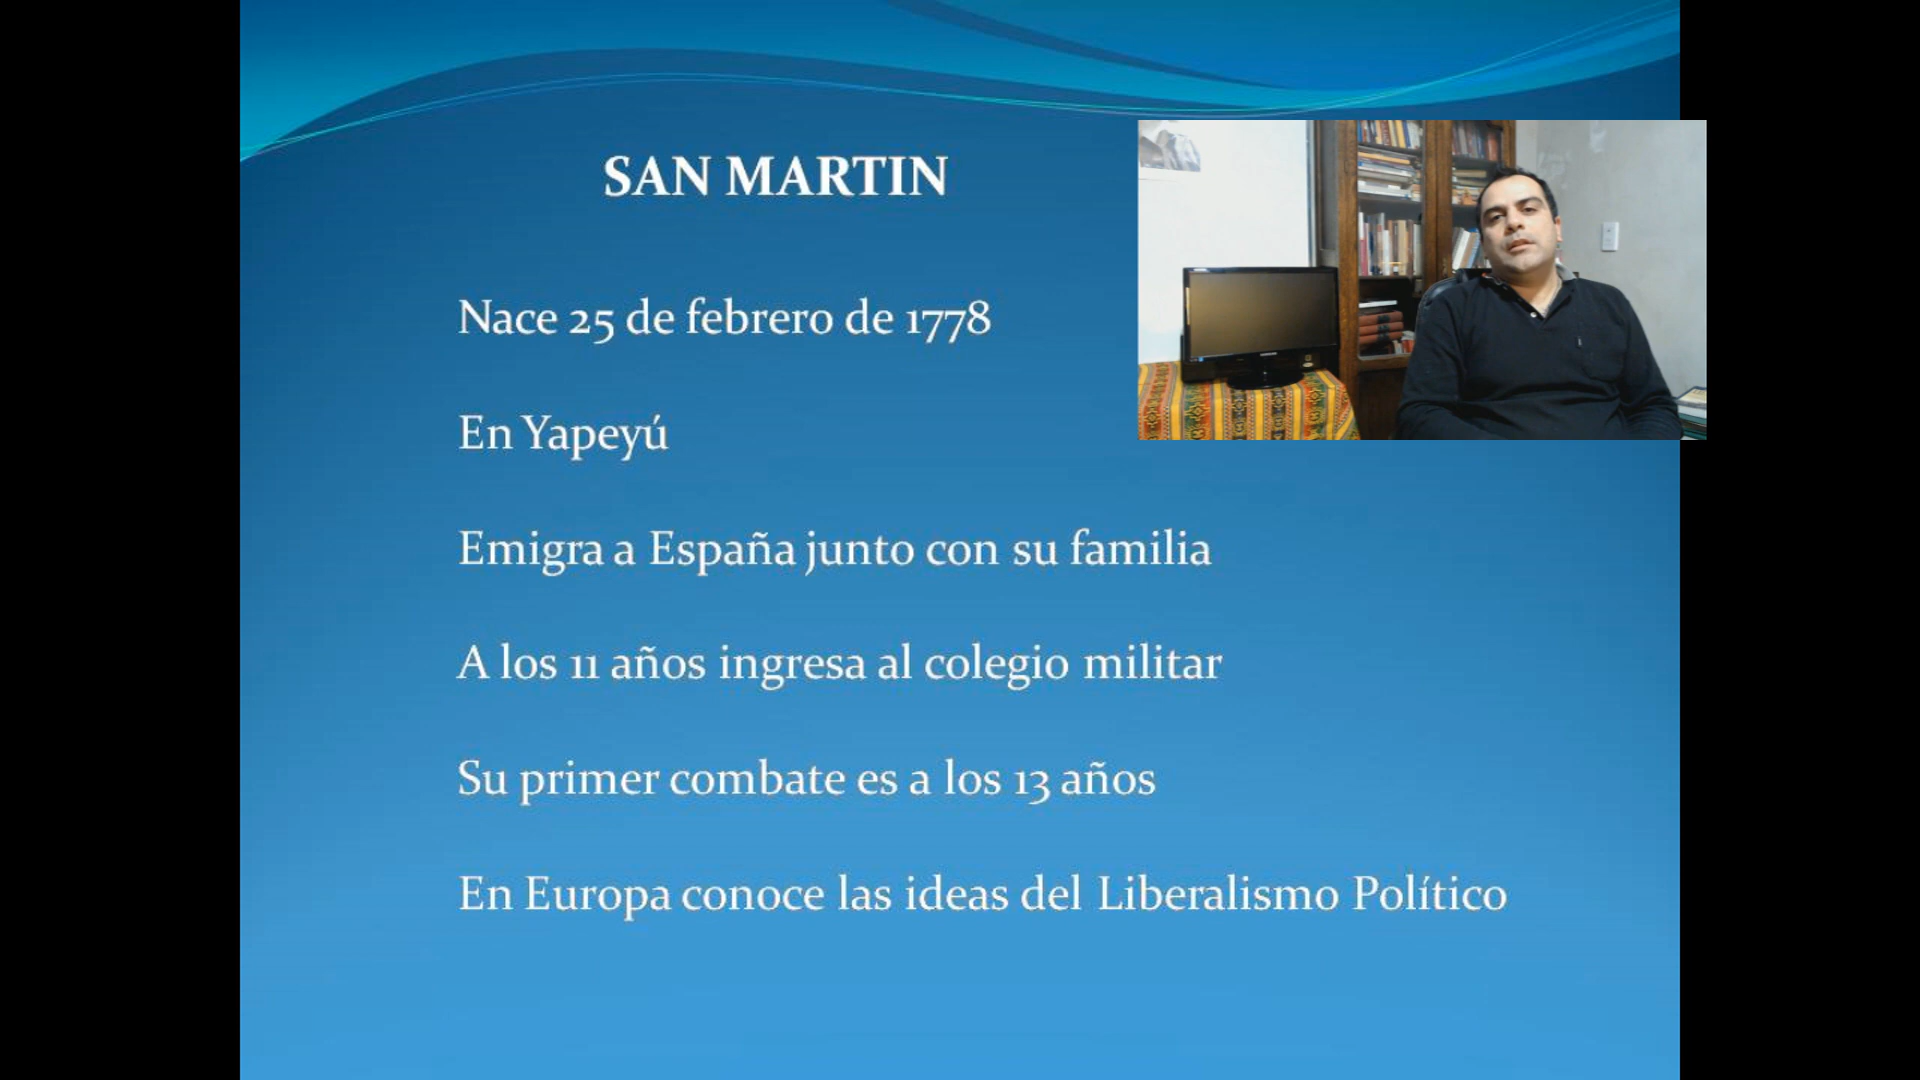 SAN MARTIN
Nace 25 de febrero de 1778
En Yapeyú
Emigra a España junto con su familia
A los 11 años ingresa al colegio militar
Su primer combate es a los 13 años
En Europa conoce las ideas del Liberalismo Político